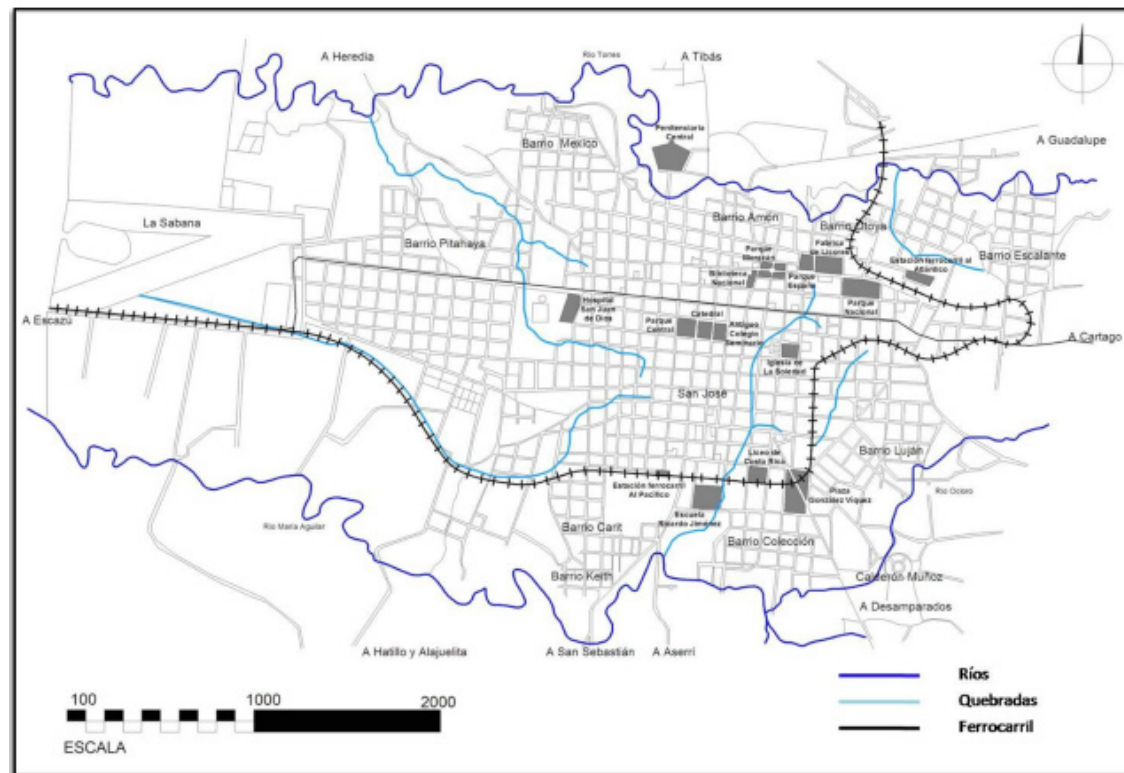 A Heredia
Río Torres
A Tibás
Penitenciaria
Central
Barrio Mexico
A Guadalupe
La Sabana
Barrio Amón
Barrio Otoya
Barrio Pitahaya
Parque
Morazán
Fabrica
de Licores
Barrio Escalante
Estación ferrocarril al
Atlántico
Biblioteca
Nacional
Parque
España
Parque
Nacional
Hospital
San Juan
de Dios
Parque
Central
Catedral
Antiguo
Colegio
Seminario
A Escazú
A Cartago
Iglesia de
La Soledad
San José
Liceo de
Costa Rica
Barrio Luján
Estación ferrocarril
Al Pacífico
Plaza
González Víquez
Río Ocloro
Escuela
Ricardo Jiménez
Río María Aguilar
Barrio Carit
Barrio Colección
Barrio Keith
Calderón Muñoz
A Desamparados
A Hatillo y Alajuelita
A San Sebastián
A Aserrí
Ríos
Quebradas
Ferrocarril
100 1000 2000
ESCALA